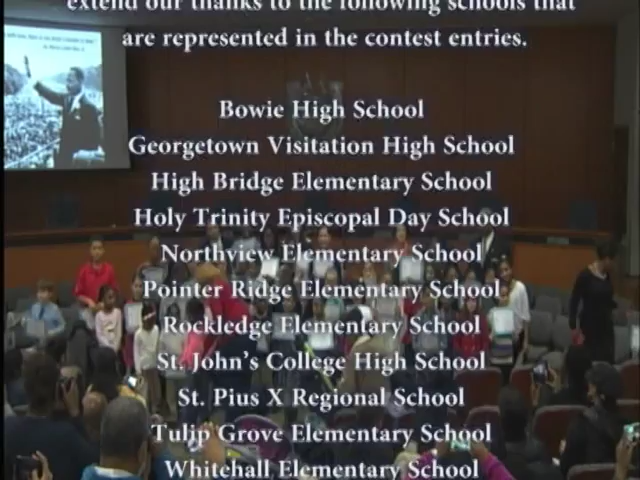 extend our thanks to the following schools that
are represented in the contest entries.
Bowie High School
Georgetown Visitation High School
High Bridge Elementary School
Holy Trinity Episcopal Day School
Northview Elementary School
Pointer Ridge Elementary School
Rockledge Elementary School
St. John's College High School
St. Pius X Regional School
Tulip Grove Elementary School
Whitehall Elementary School